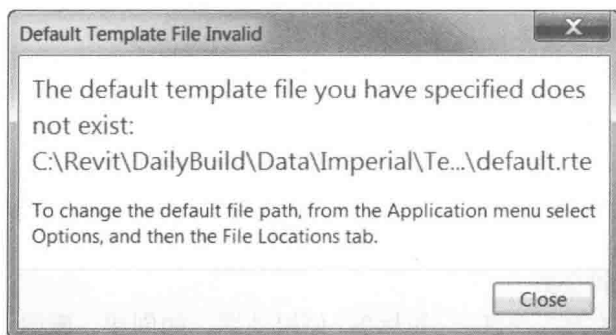 Default Template File Invalid
The default template file you have specified does
not exist:
C:\Revit\DailyBuild\Data\Imperial\Te...\default.rte
To change the default file path, from the Application menu select
Options, and then the File Locations tab.
Close